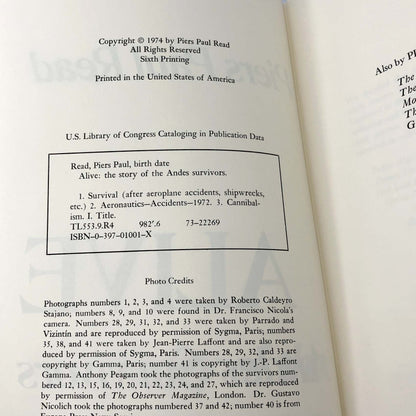 Copyright © 1974 by Piers Paul Read
All Rights Reserved
Sixth Printing
Printed in the United States of America
U.S. Library of Congress Cataloging in Publication Data
Read, Piers Paul, birth date
Alive: the story of the Andes survivors.
1. Survival (after aeroplane accidents, shipwrecks,
etc.) 2. Aeronautics—Accidents—1972. 3. Cannibal-
ism. I. Title.
TL553.9.R4 982'.6 73–22269
ISBN–0–397–01001–X
Photo Credits
Photographs numbers 1, 2, 3, and 4 were taken by Roberto Caldeyro
Stajano; numbers 8, 9, and 10 were found in Dr. Francisco Nicola's
camera. Numbers 28, 29, 31, 32, and 33 were taken by Parrado and
Vizintín and are reproduced by permission of Sygma, Paris; numbers
35, 38, and 41 were taken by Jean-Pierre Laffont and are also repro-
duced by permission of Sygma, Paris. Numbers 28, 29, 32, and 33 are
copyright by Gamma, Paris; number 41 is copyright by J.-P. Laffont
Gamma. Anthony Peagam took the photographs of the survivors num-
bered 12, 13, 15, 16, 19, 20, 21, 22, 23, 24, and 27, which are reproduced
by permission of The Observer Magazine, London. Dr. Gustavo
Nicolich took the photographs numbered 37 and 42; number 40 is from
Also by P
The
The
Mo
Th
G